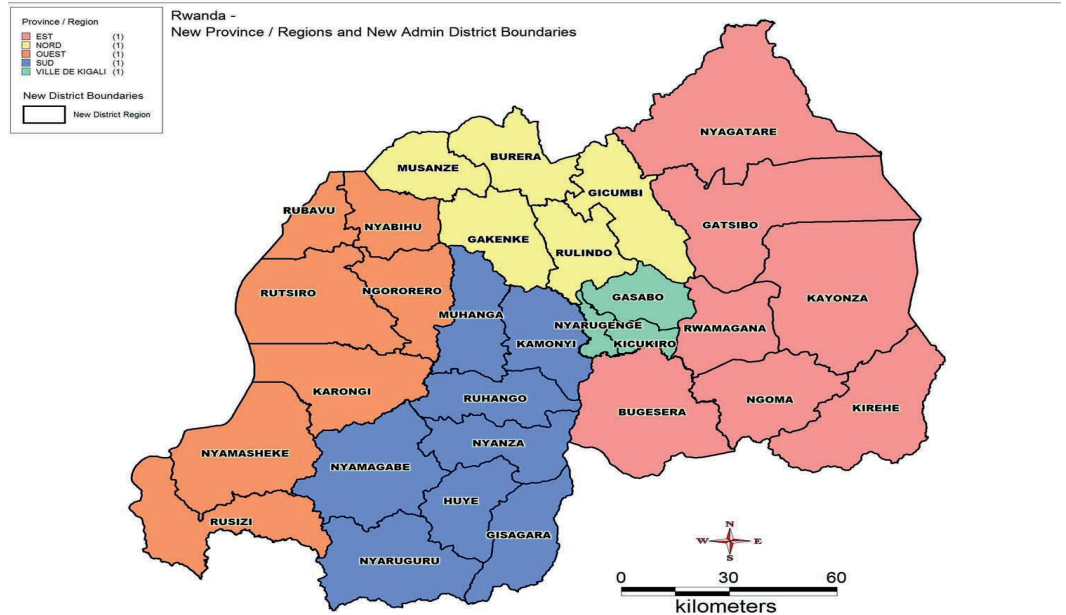 Province / Region
EST (1)
NORD (1)
OUEST (1)
SUD (1)
VILLE DE KIGALI (1)
New District Boundaries
New District Region
Rwanda -
New Province / Regions and New Admin District Boundaries
NYAGATARE
BURERA
MUSANZE
GICUMBI
RUBAVU
NYABIHU
GATSIBO
GAKENKE
RULINDO
RUTSIRO
NGORORERO
GASABO
KAYONZA
MUHANGA
NYARUGENGE
RWAMAGANA
KAMONYI
KICUKIRO
KARONGI
RUHANGO
BUGESERA
NGOMA
KIREHE
NYAMASHEKE
NYANZA
NYAMAGABE
HUYE
RUSIZI
GISAGARA
NYARUGURU
N
W E
S
0 30 60
kilometers